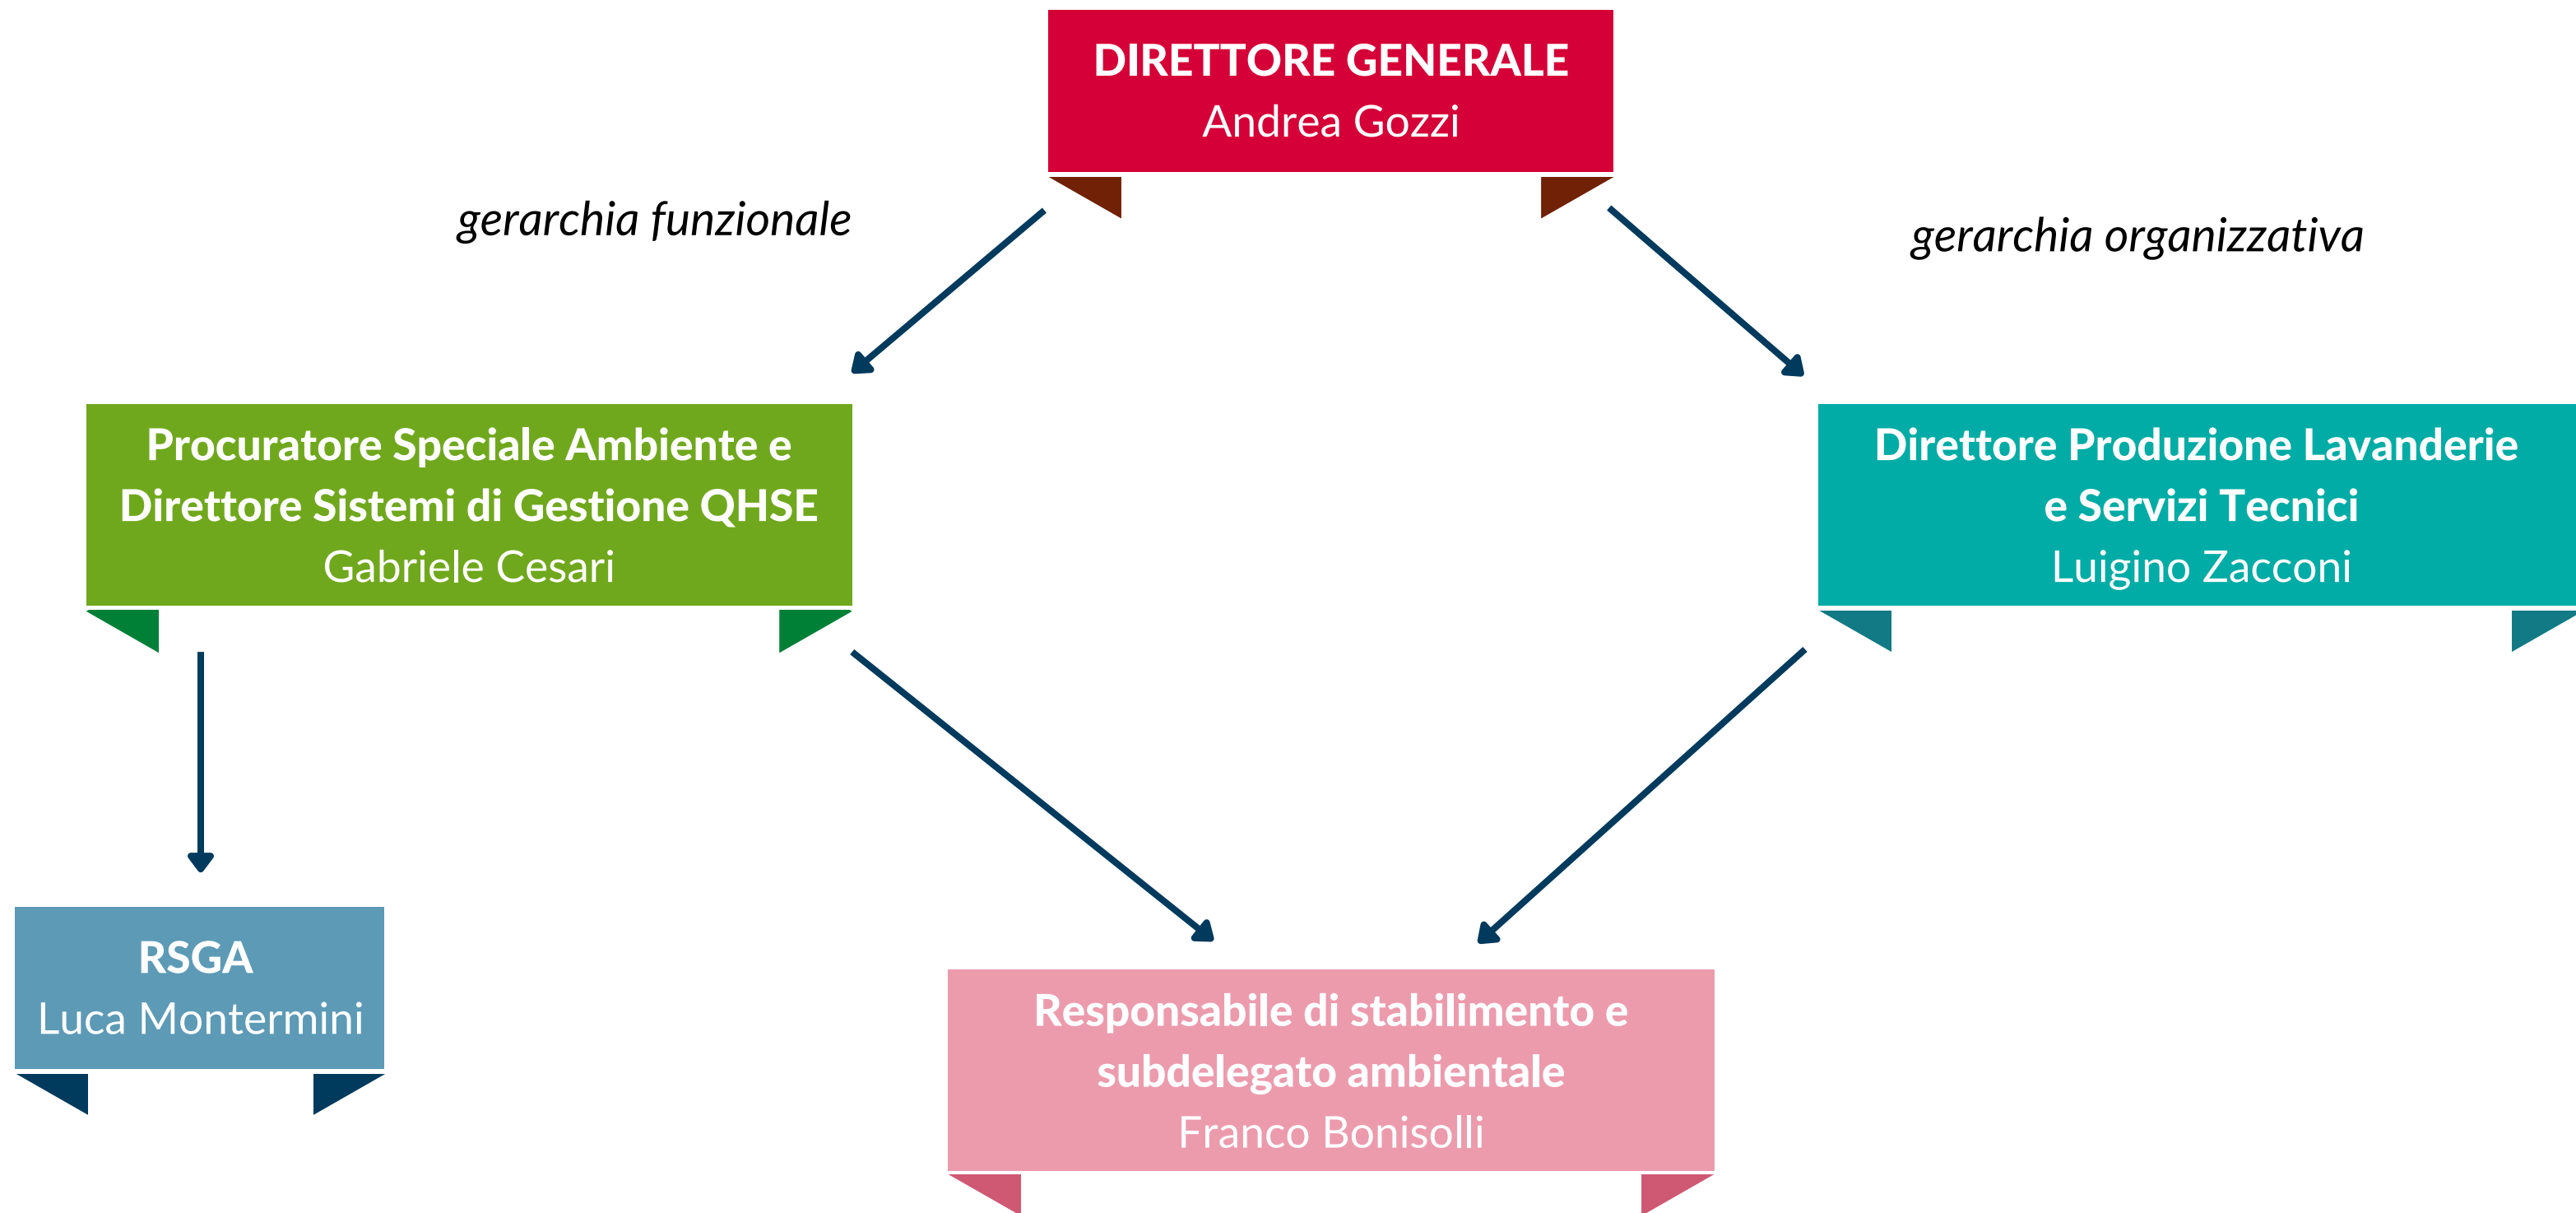 DIRETTORE GENERALE
Andrea Gozzi
gerarchia funzionale
gerarchia organizzativa
Procuratore Speciale Ambiente e
Direttore Sistemi di Gestione QHSE
Gabriele Cesari
Direttore Produzione Lavanderie
e Servizi Tecnici
Luigino Zacconi
RSGA
Luca Montermini
Responsabile di stabilimento e
subdelegato ambientale
Franco Bonisolli